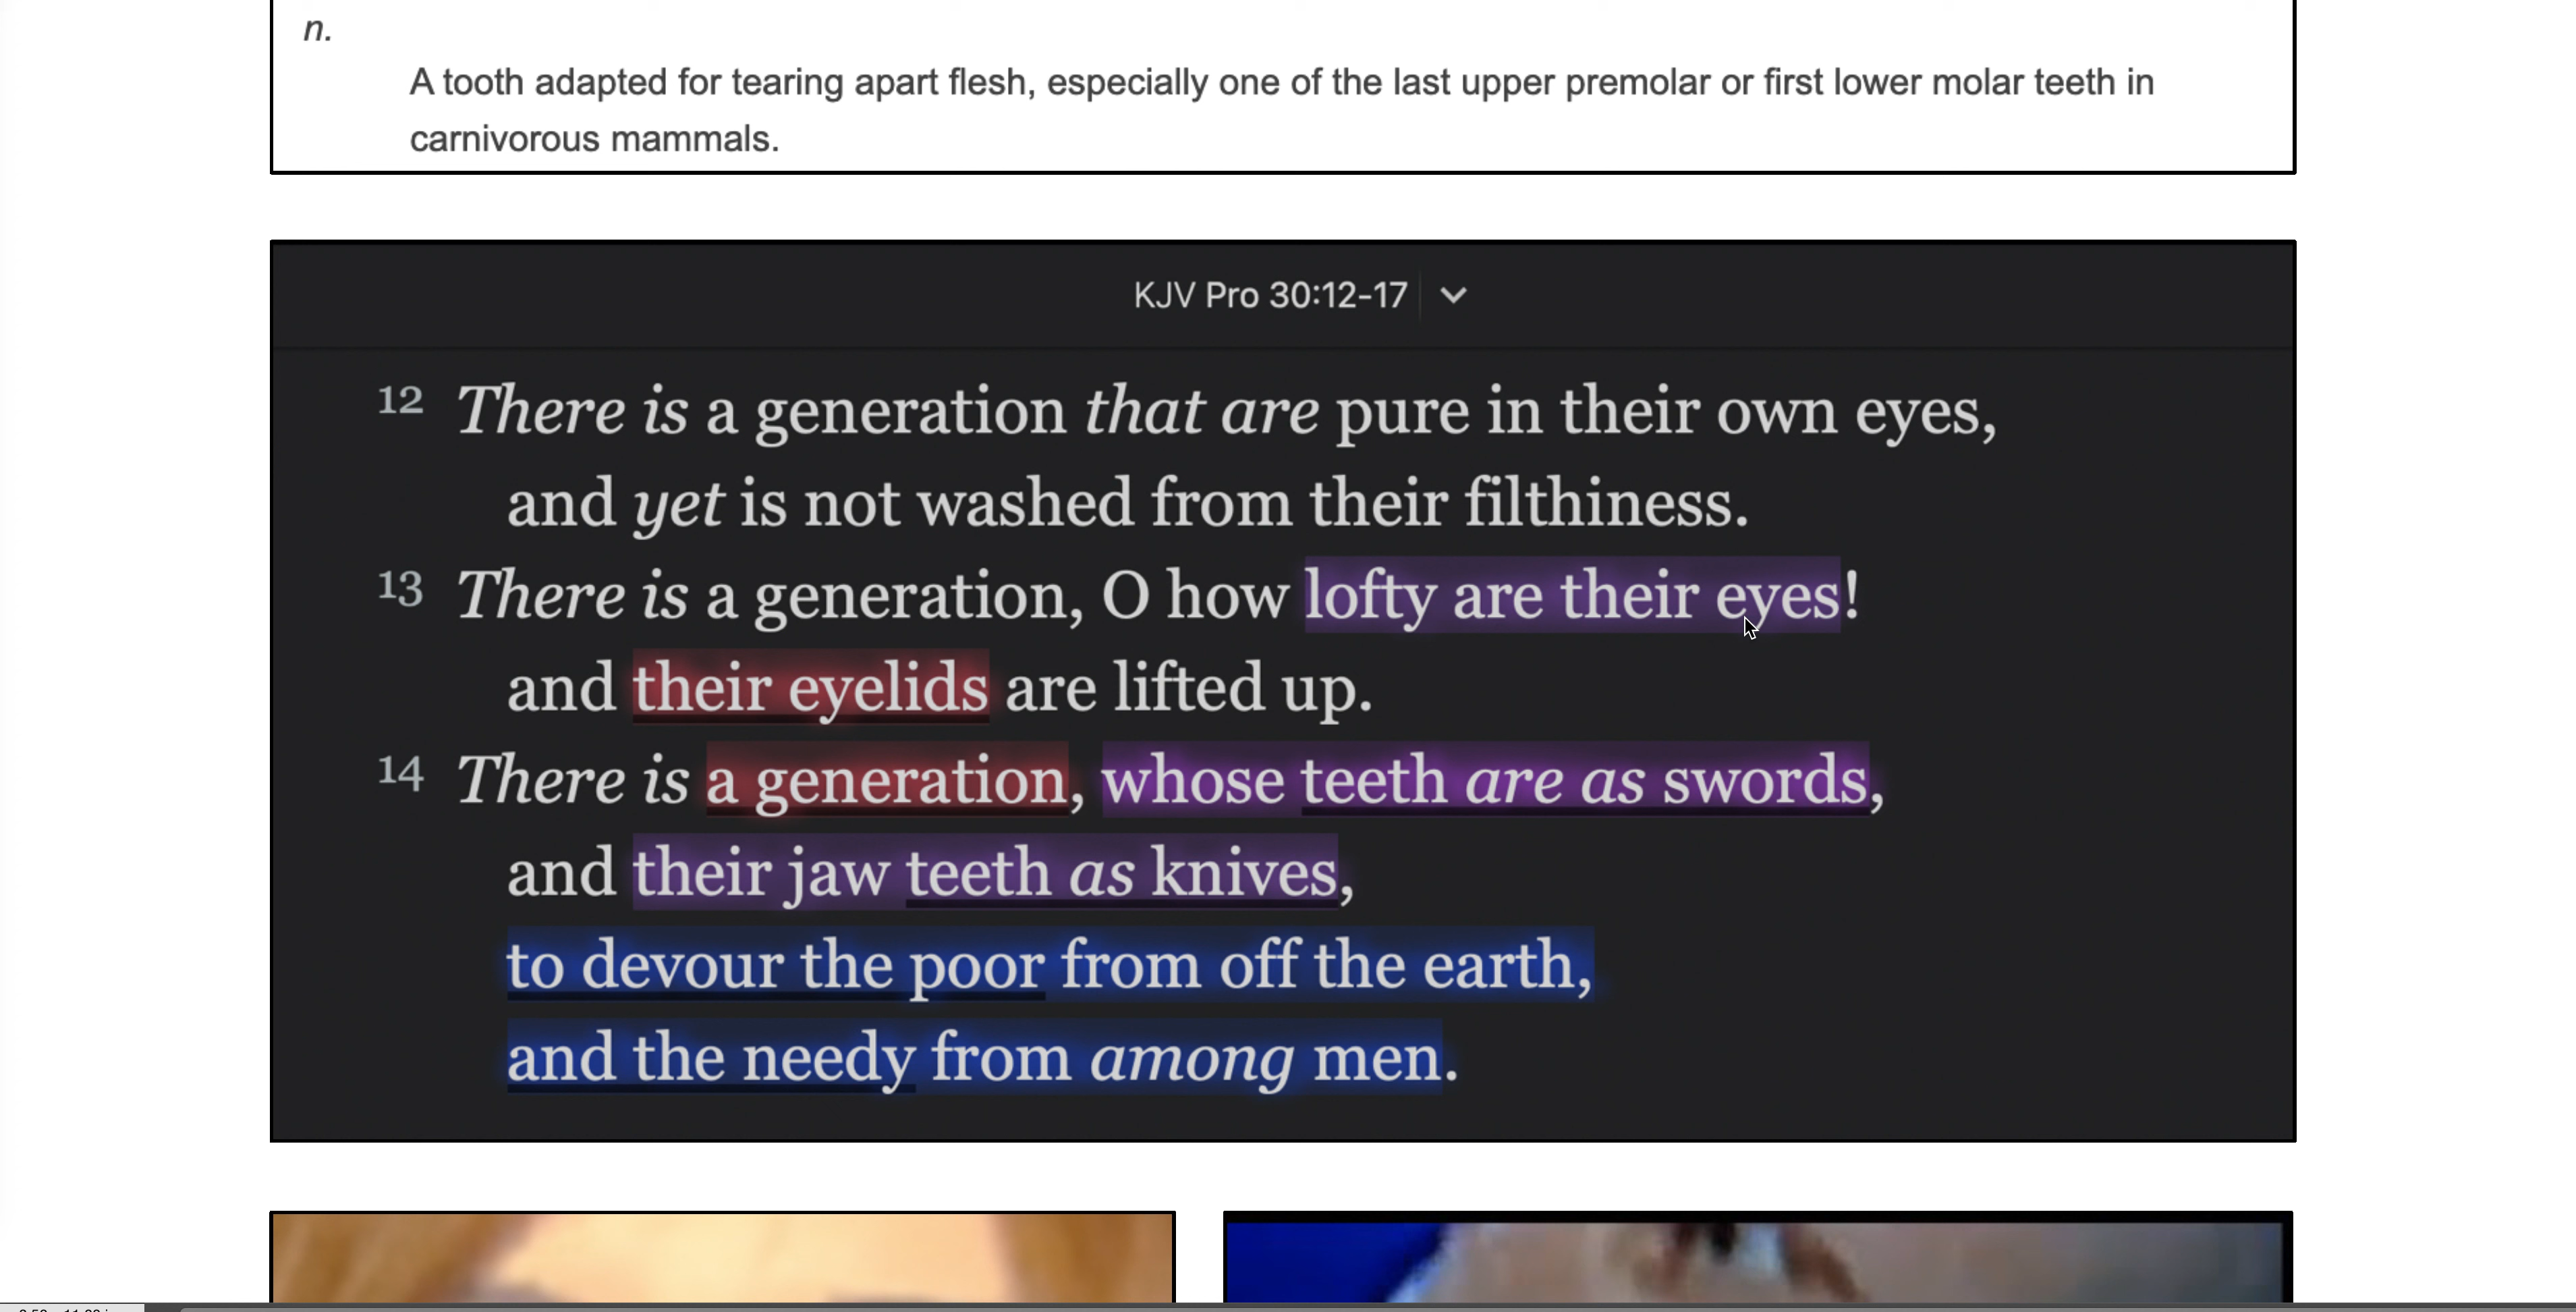 n.
A tooth adapted for tearing apart flesh, especially one of the last upper premolar or first lower molar teeth in
carnivorous mammals.
KJV Pro 30:12-17
12 There is a generation that are pure in their own eyes,
and yet is not washed from their filthiness.
13 There is a generation, O how lofty are their eyes!
and their eyelids are lifted up.
14 There is a generation, whose teeth are as swords,
and their jaw teeth as knives,
to devour the poor from off the earth,
and the needy from among men.